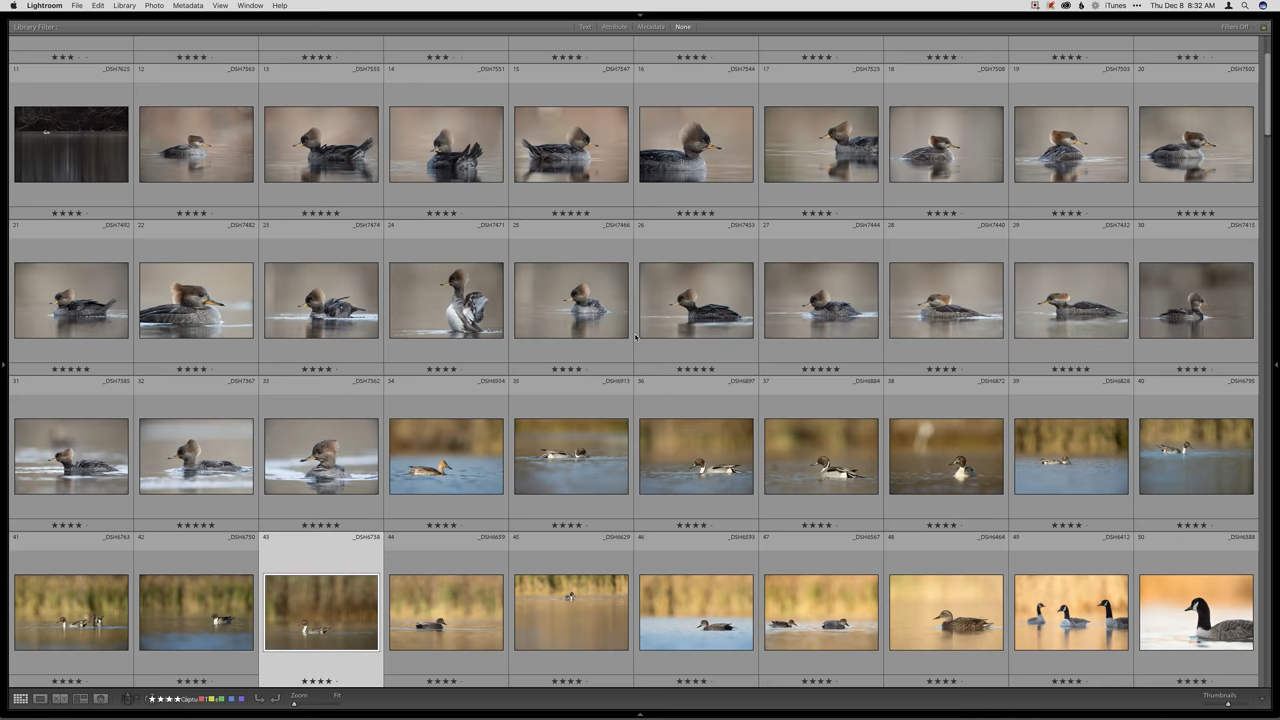 Lightroom File Edit Library Photo Metadata View Window Help iTunes Thu Dec 8 8:32 AM
Library Filter : Text Attribute Metadata None Filters Off
11 _DSH7625 12 _DSH7563 13 _DSH7555 14 _DSH7551 15 _DSH7547 16 _DSH7544 17 _DSH7523 18 _DSH7508 19 _DSH7503 20 _DSH7502
21 _DSH7492 22 _DSH7482 23 _DSH7474 24 _DSH7471 25 _DSH7466 26 _DSH7453 27 _DSH7444 28 _DSH7440 29 _DSH7432 30 _DSH7415
31 _DSH7385 32 _DSH7367 33 _DSH7362 34 _DSH6934 35 _DSH6913 36 _DSH6897 37 _DSH6884 38 _DSH6872 39 _DSH6828 40 _DSH6795
41 _DSH6763 42 _DSH6750 43 _DSH6738 44 _DSH6659 45 _DSH6629 46 _DSH6593 47 _DSH6567 48 _DSH6464 49 _DSH6412 50 _DSH6388
Zoom Fit Thumbnails